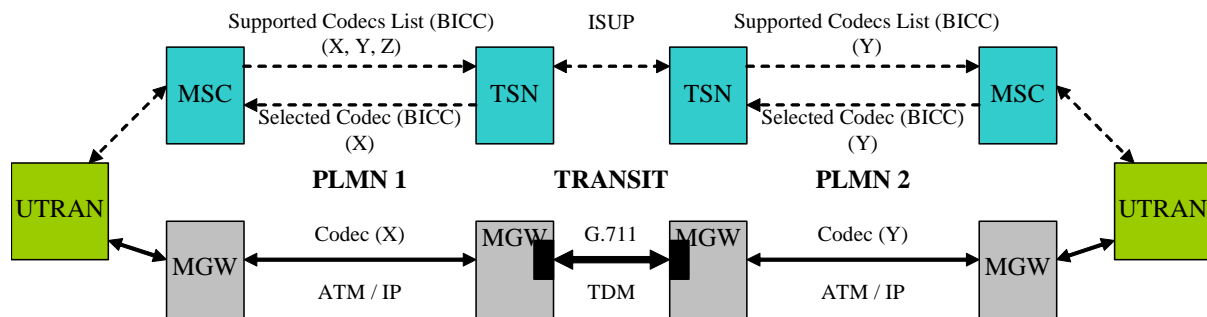 Supported Codecs List (BICC)
(X, Y, Z)
ISUP
Supported Codecs List (BICC)
(Y)
MSC
TSN
TSN
MSC
Selected Codec (BICC)
(X)
Selected Codec (BICC)
(Y)
PLMN 1
TRANSIT
PLMN 2
UTRAN
UTRAN
MGW
Codec (X)
MGW
G.711
MGW
Codec (Y)
MGW
ATM / IP
TDM
ATM / IP